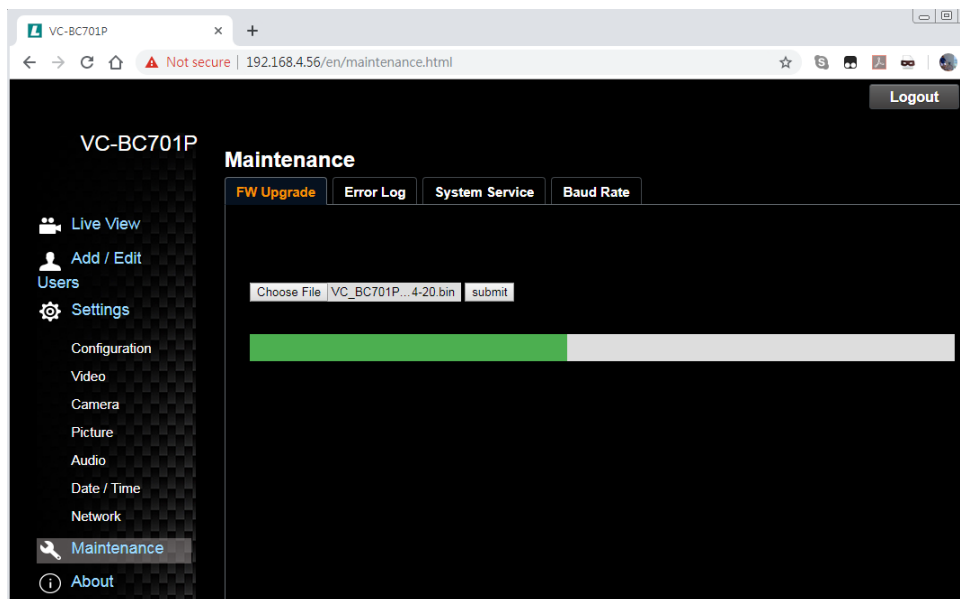 VC-BC701P
Not secure | 192.168.4.56/en/maintenance.html
Logout
VC-BC701P
Maintenance
FW Upgrade
Error Log
System Service
Baud Rate
Live View
Add / Edit
Users
Settings
Configuration
Video
Camera
Picture
Audio
Date / Time
Network
Maintenance
About
Choose File VC_BC701P...4-20.bin submit